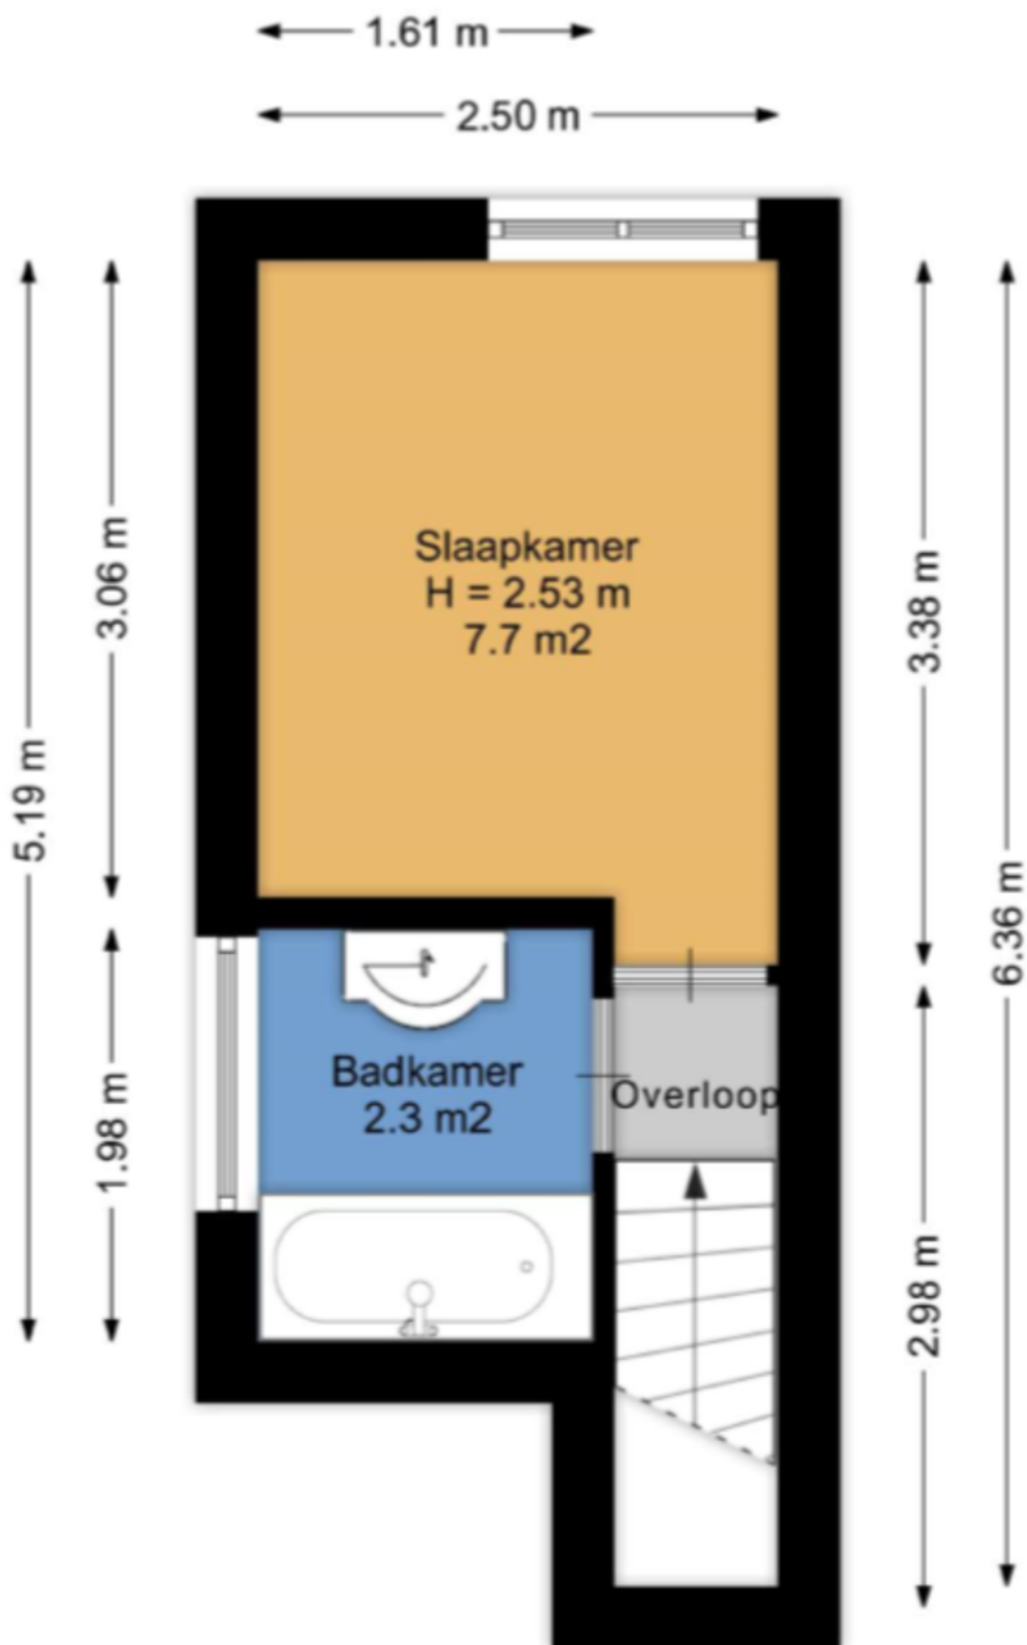 1.61 m
2.50 m
Slaapkamer
H = 2.53 m
7.7 m2
3.06 m
3.38 m
5.19 m
6.36 m
Badkamer
2.3 m2
Overloop
1.98 m
2.98 m